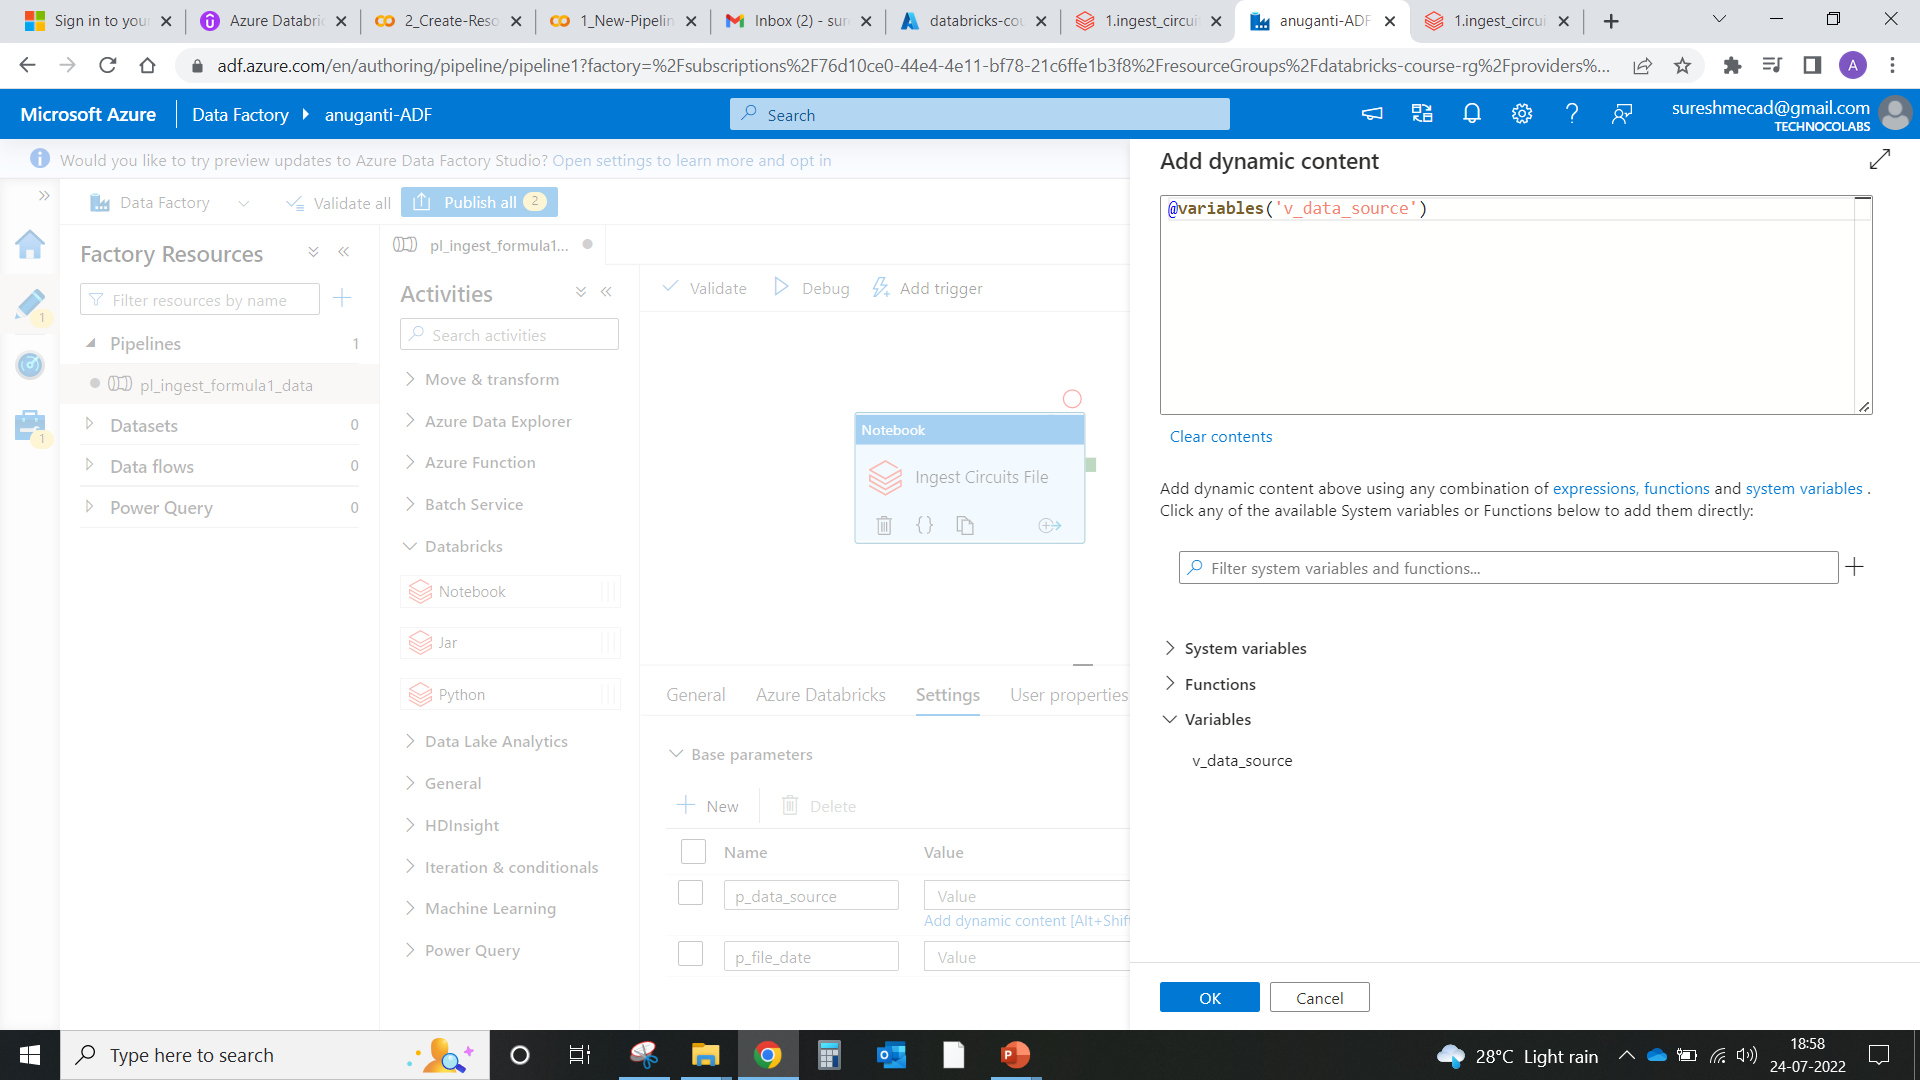 Sign in to your
Azure Databric
2_Create-Reso
1_New-Pipelin
Inbox (2) - sur
databricks-cou
1.ingest_circui
anuganti-ADF
1.ingest_circui
adf.azure.com/en/authoring/pipeline/pipeline1?factory=%2Fsubscriptions%2F76d10ce0-44e4-4e11-bf78-21c6ffe1b3f8%2FresourceGroups%2Fdatabricks-course-rg%2Fproviders%...
A
Microsoft Azure
Data Factory
anuganti-ADF
Search
sureshmecad@gmail.com
TECHNOCOLABS
Would you like to try preview updates to Azure Data Factory Studio? Open settings to learn more and opt in
Data Factory
Validate all
Publish all 2
Factory Resources
Filter resources by name
1
1
Pipelines 1
pl_ingest_formula1_data
Datasets 0
Data flows 0
Power Query 0
pl_ingest_formula1...
Activities
Search activities
Move & transform
Azure Data Explorer
Azure Function
Batch Service
Databricks
Notebook
Jar
Python
Data Lake Analytics
General
HDInsight
Iteration & conditionals
Machine Learning
Power Query
Validate
Debug
Add trigger
Notebook
Ingest Circuits File
General
Azure Databricks
Settings
User properties
Base parameters
New
Delete
Name Value
p_data_source Value
Add dynamic content [Alt+Shift
p_file_date Value
Add dynamic content
@variables('v_data_source')
Clear contents
Add dynamic content above using any combination of expressions, functions and system variables .
Click any of the available System variables or Functions below to add them directly:
Filter system variables and functions...
System variables
Functions
Variables
v_data_source
OK
Cancel
Type here to search
28°C Light rain
18:58
24-07-2022